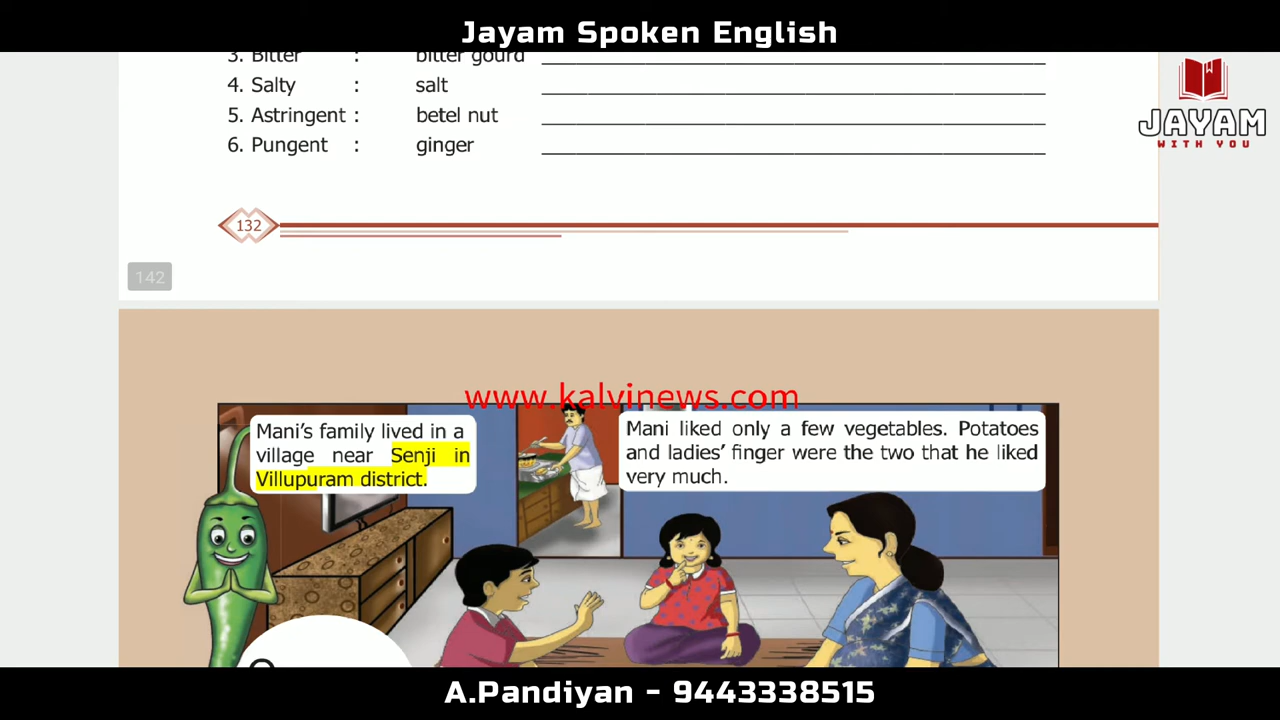 Jayam Spoken English
3. Bitter : bitter gourd
4. Salty : salt
5. Astringent : betel nut
6. Pungent : ginger
JAYAM
WITH YOU
132
142
www.kalvinews.com
Mani's family lived in a
village near Senji in
Villupuram district.
Mani liked only a few vegetables. Potatoes
and ladies' finger were the two that he liked
very much.
A.Pandiyan - 9443338515